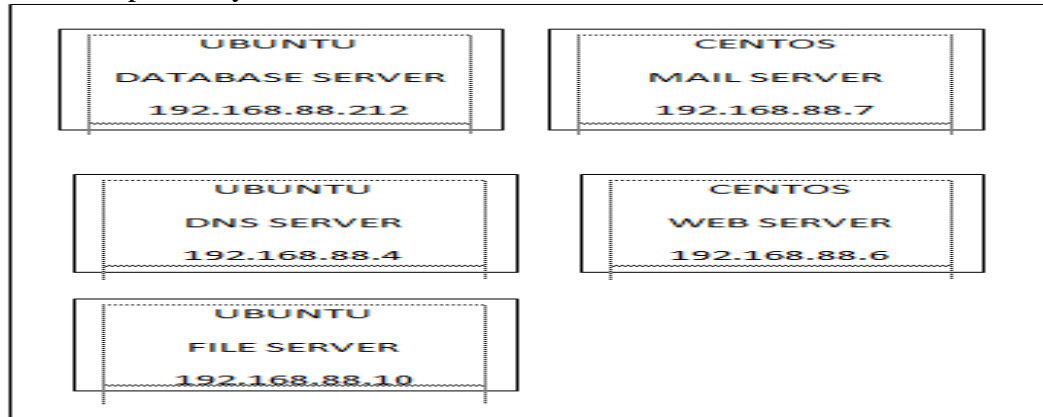 UBUNTU
DATABASE SERVER
192.168.88.212
CENTOS
MAIL SERVER
192.168.88.7
UBUNTU
DNS SERVER
192.168.88.4
CENTOS
WEB SERVER
192.168.88.6
UBUNTU
FILE SERVER
192.168.88.10